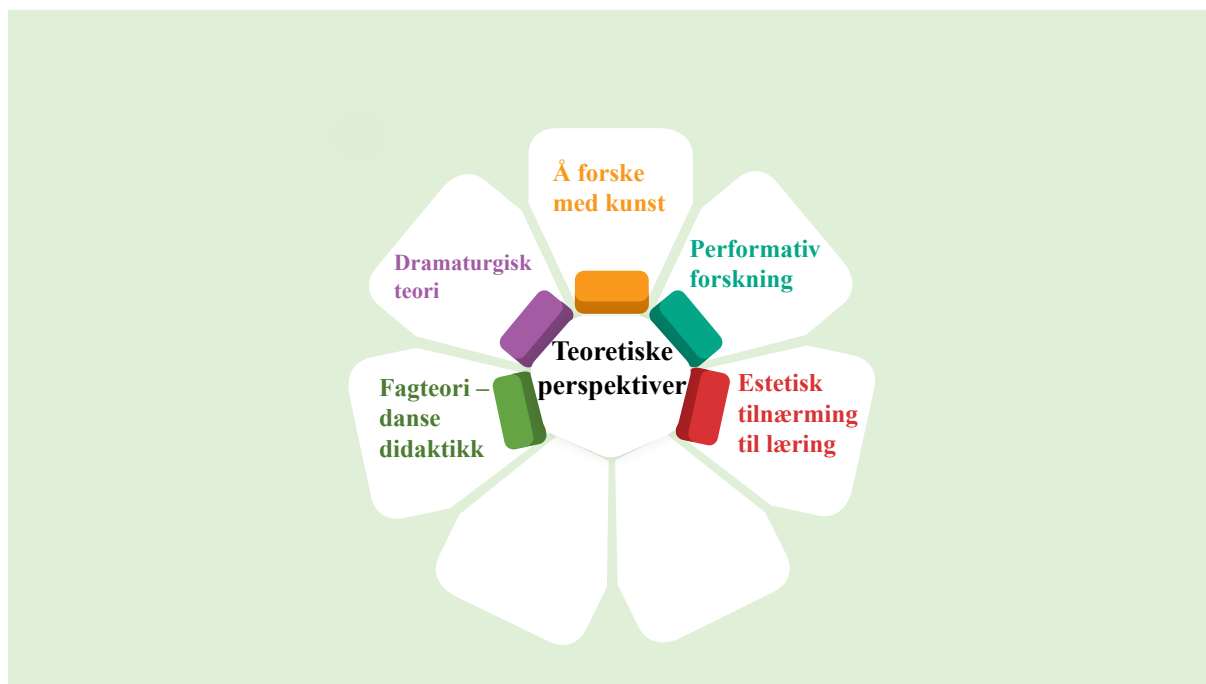 Å forske
med kunst
Performativ
forskning
Dramaturgisk
teori
Teoretiske
perspektiver
Fagteori –
danse
didaktikk
Estetisk
tilnærming
til læring